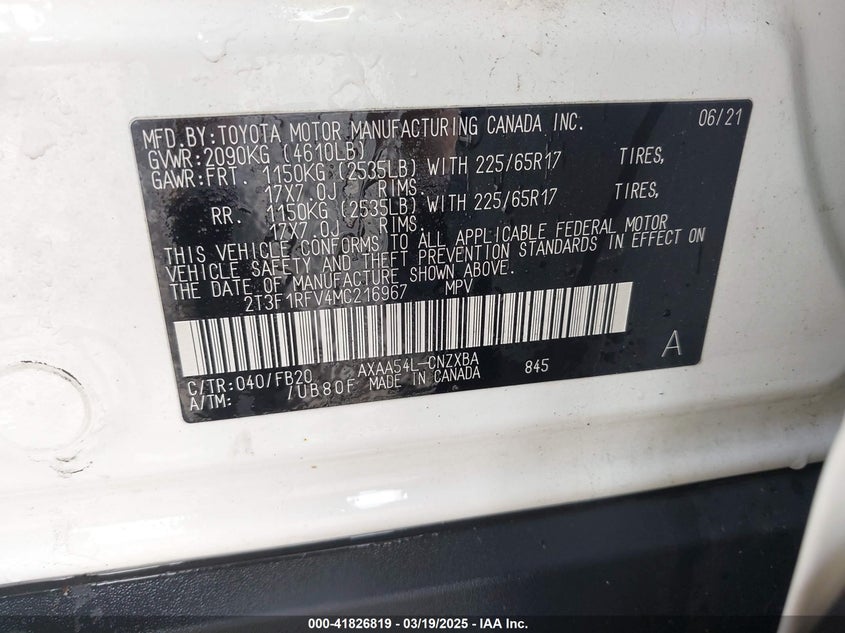 MFD.BY:TOYOTA MOTOR MANUFACTURING CANADA INC. 06/21
GVWR:2090KG (4610LB)
GAWR:FRT. 1150KG (2535LB) WITH 225/65R17 TIRES,
17X7.0J RIMS.
RR. 1150KG (2535LB) WITH 225/65R17 TIRES,
17X7.0J RIMS.
THIS VEHICLE CONFORMS TO ALL APPLICABLE FEDERAL MOTOR
VEHICLE SAFETY AND THEFT PREVENTION STANDARDS IN EFFECT ON
THE DATE OF MANUFACTURE SHOWN ABOVE.
2T3F1RFV4MC216967 MPV
A
C/TR:040/FB20 AXAA54L-CNZXBA 845
A/TM: /UB80F MADE IN CANADA
000-41826819 - 03/19/2025 - IAA Inc.